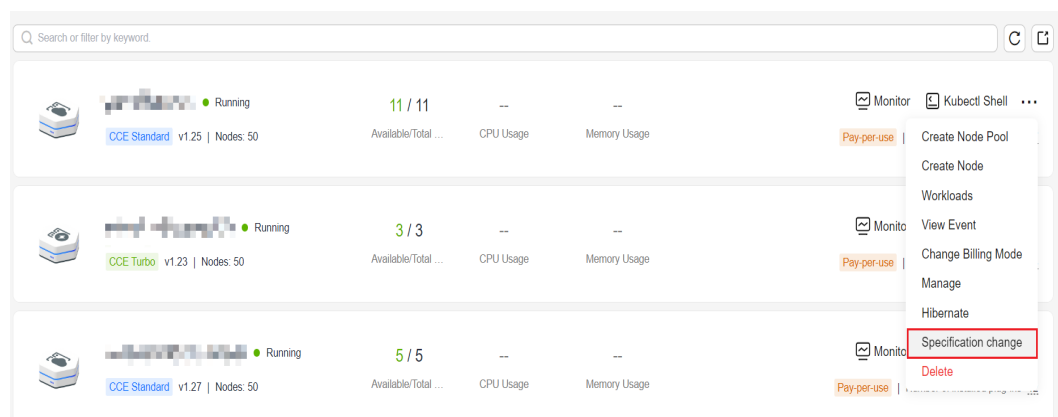 Search or filter by keyword.
Running
11 / 11
--
--
Monitor
Kubectl Shell
CCE Standard v1.25 | Nodes: 50
Available/Total ...
CPU Usage
Memory Usage
Pay-per-use |
Create Node Pool
Create Node
Workloads
View Event
Change Billing Mode
Manage
Hibernate
Specification change
Delete
Running
3 / 3
--
--
Monito
CCE Turbo v1.23 | Nodes: 50
Available/Total ...
CPU Usage
Memory Usage
Pay-per-use |
Running
5 / 5
--
--
Monito
CCE Standard v1.27 | Nodes: 50
Available/Total ...
CPU Usage
Memory Usage
Pay-per-use |